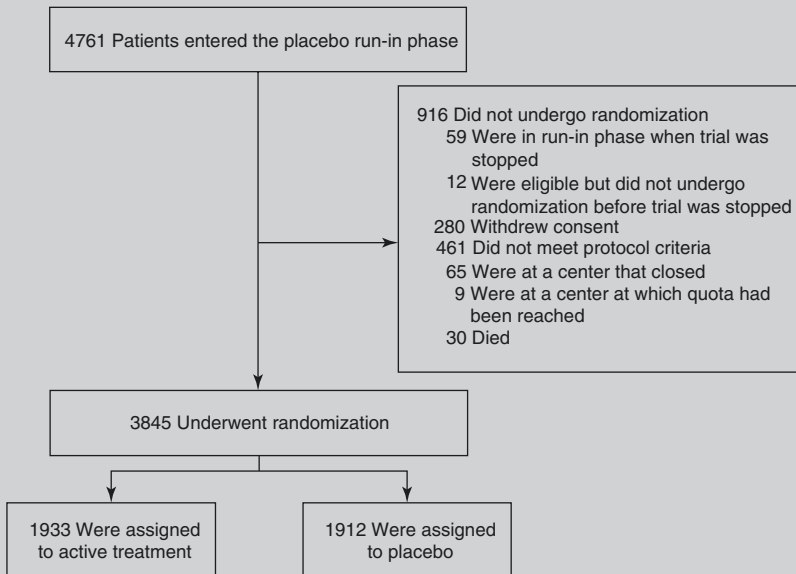 4761 Patients entered the placebo run-in phase
916 Did not undergo randomization
59 Were in run-in phase when trial was
stopped
12 Were eligible but did not undergo
randomization before trial was stopped
280 Withdrew consent
461 Did not meet protocol criteria
65 Were at a center that closed
9 Were at a center at which quota had
been reached
30 Died
3845 Underwent randomization
1933 Were assigned
to active treatment
1912 Were assigned
to placebo